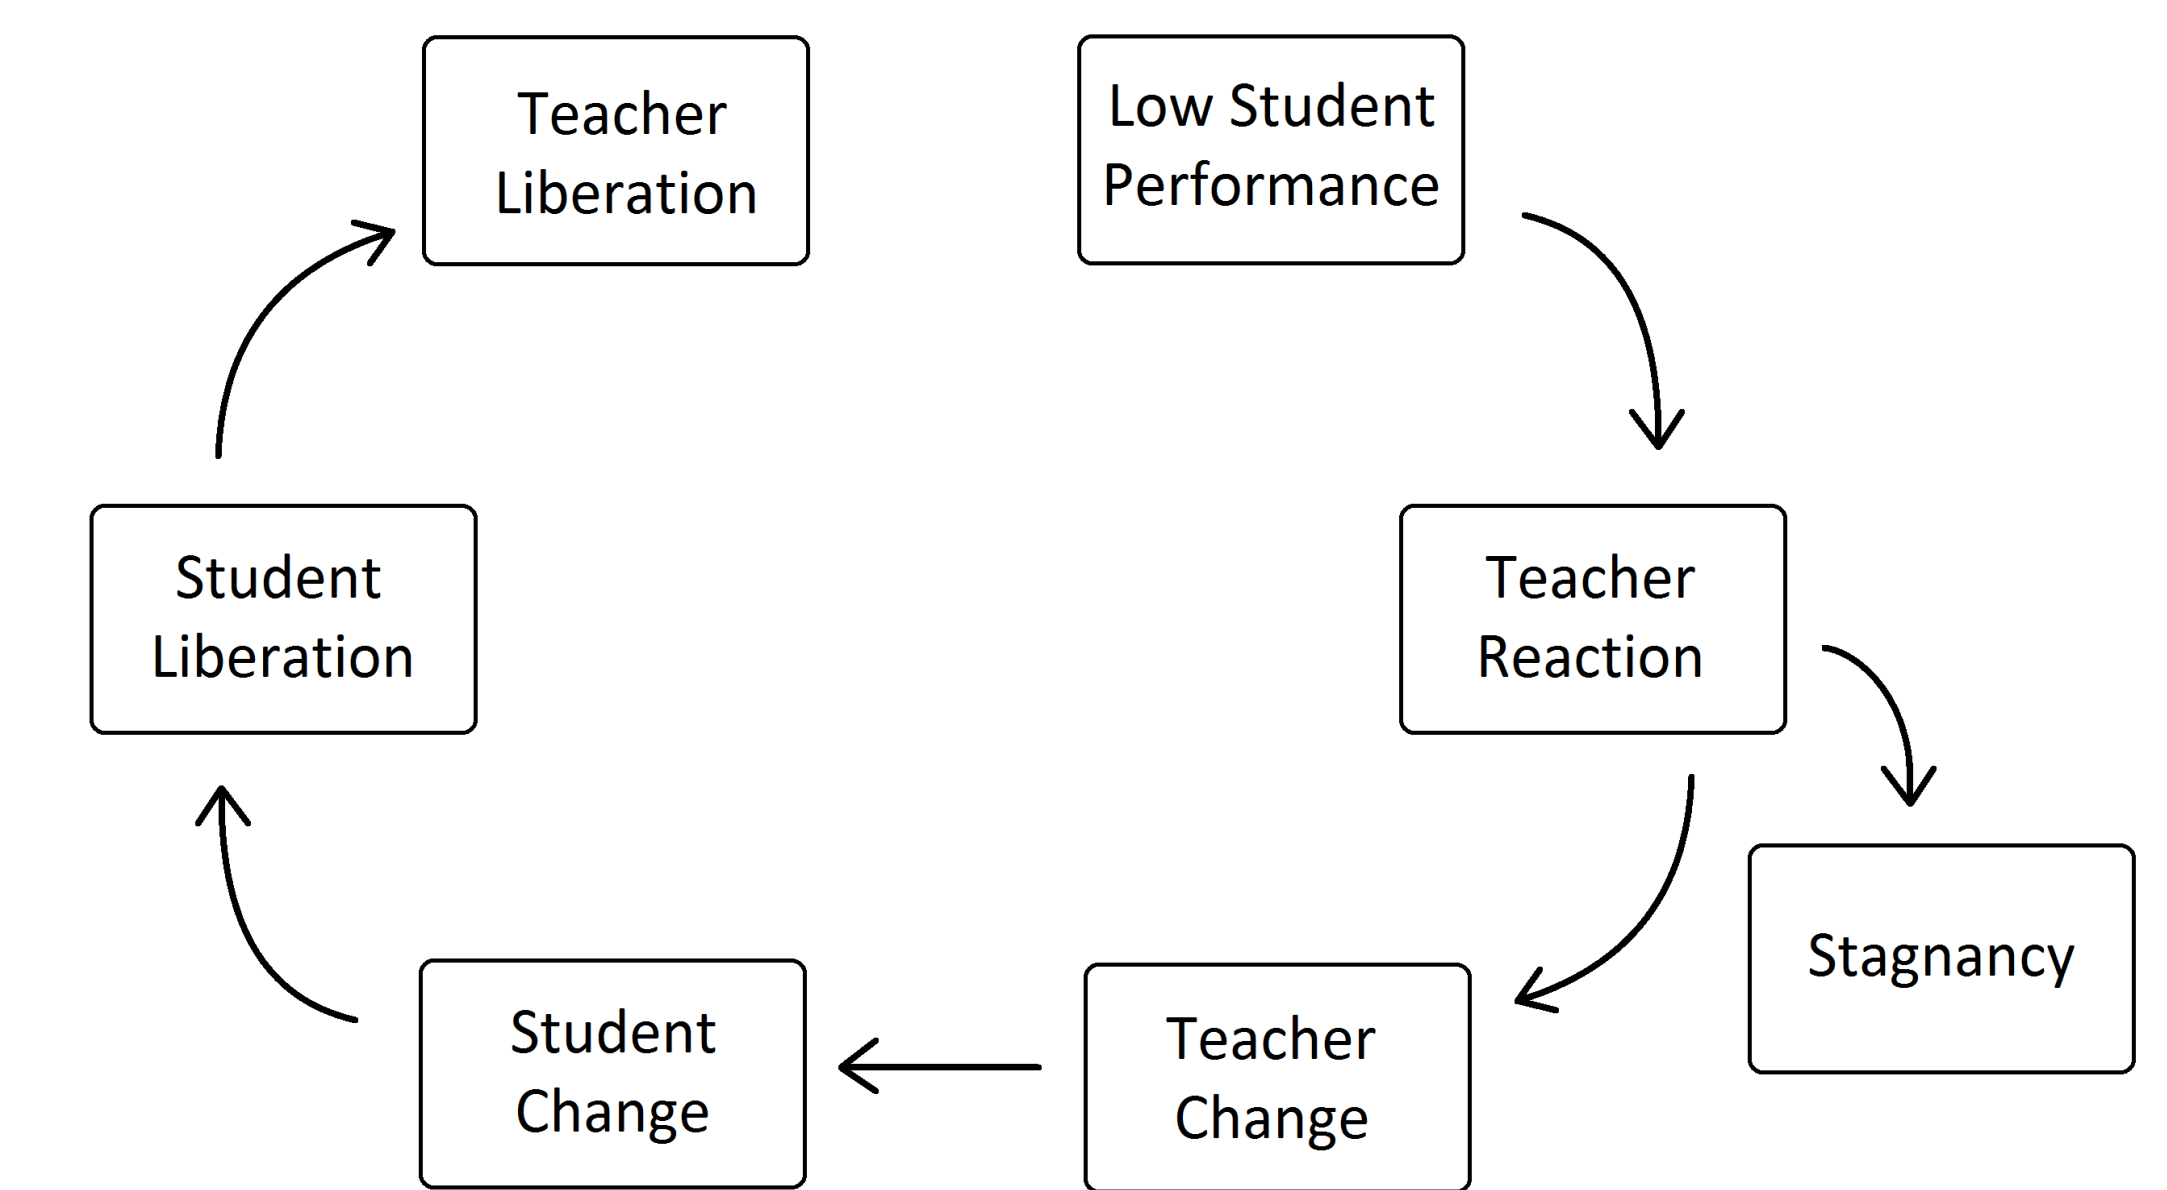 Teacher
Liberation
Low Student
Performance
Student
Liberation
Teacher
Reaction
Stagnancy
Student
Change
Teacher
Change